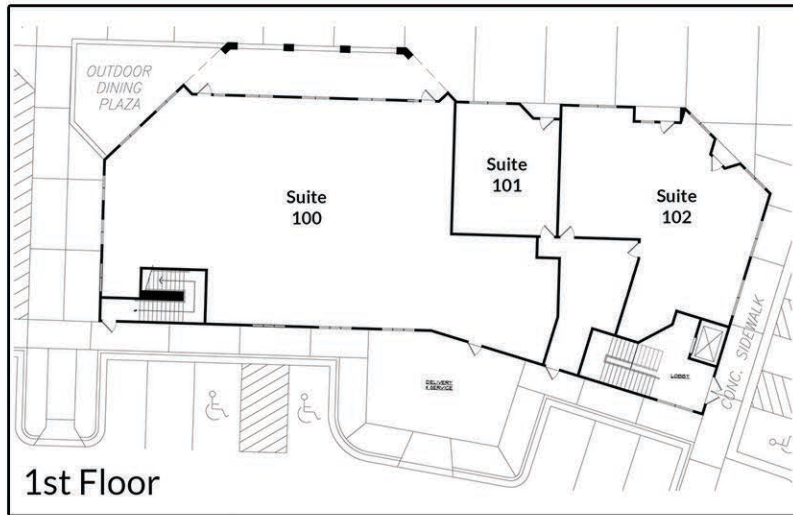 OUTDOOR
DINING
PLAZA
Suite
100
Suite
101
Suite
102
LOBBY
DELIVERY
& SERVICE
CONC. SIDEWALK
1st Floor